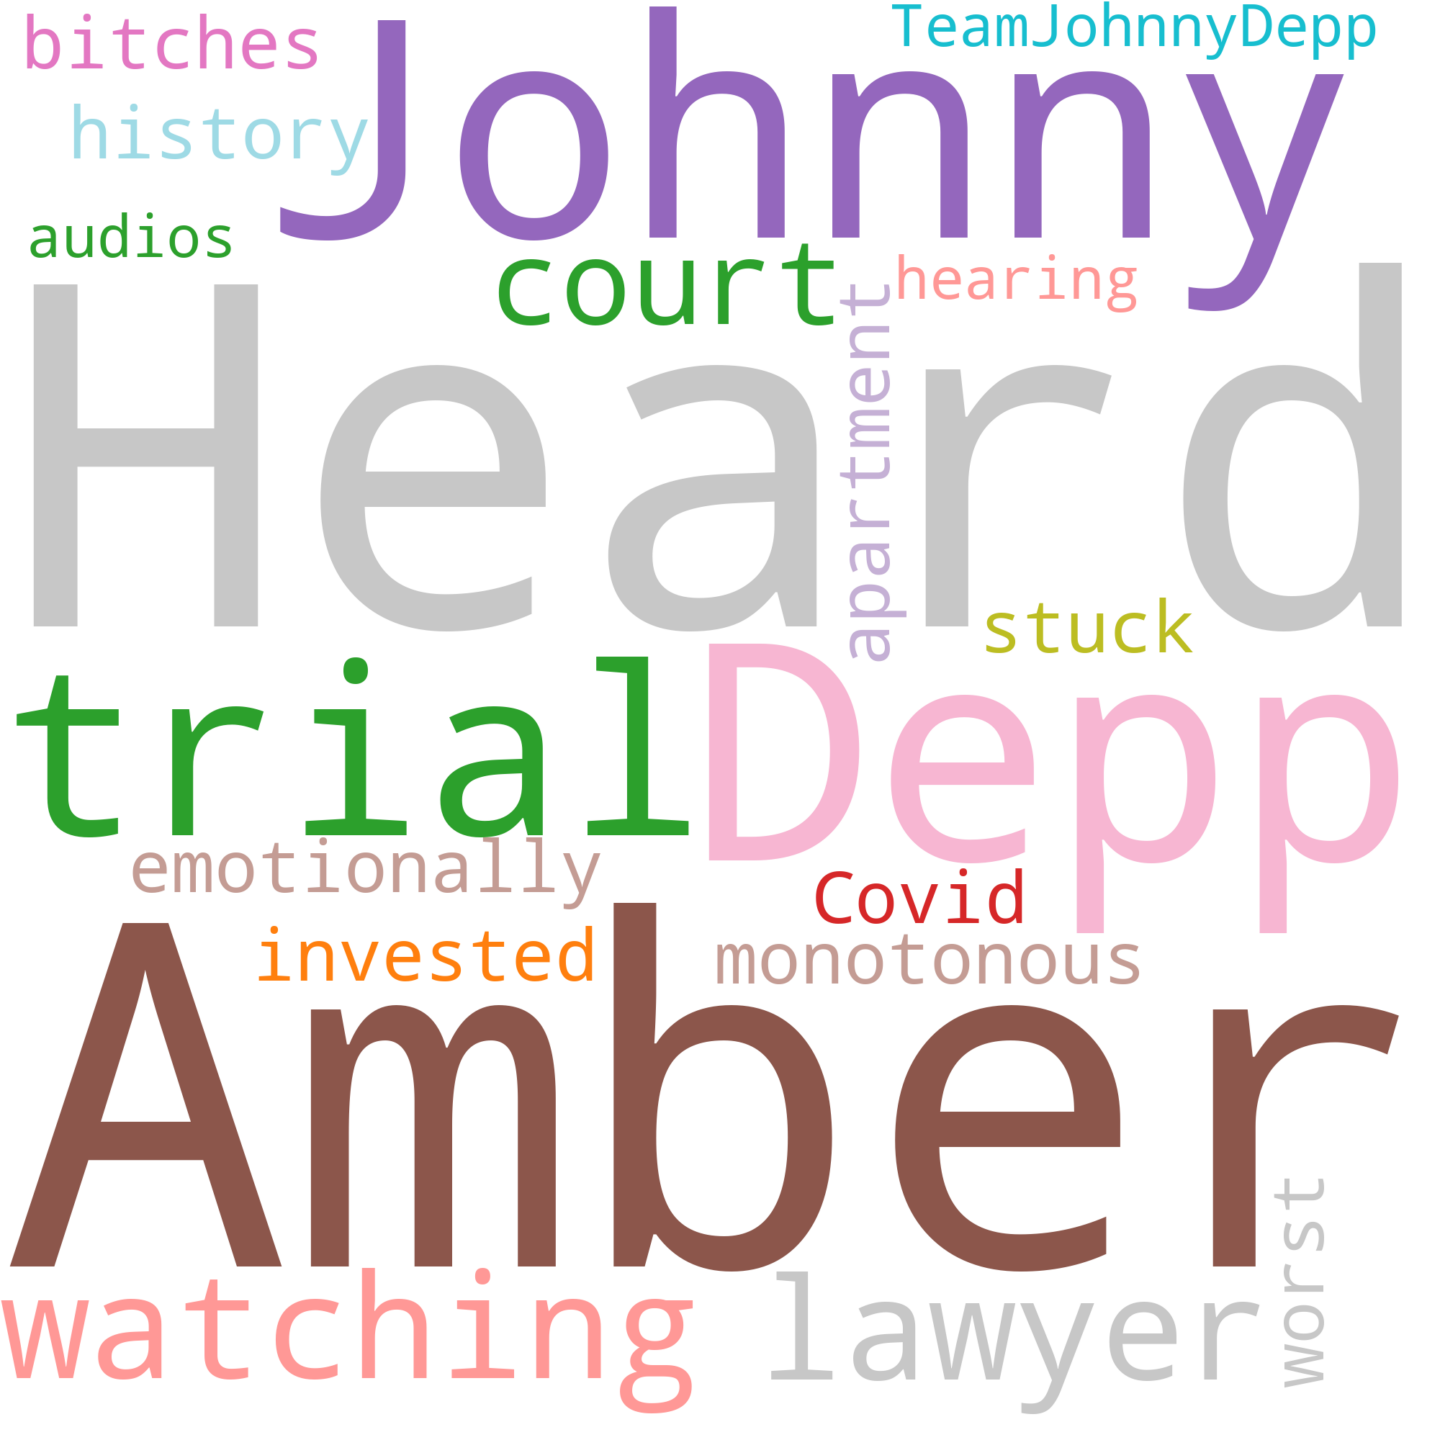 bitches
TeamJohnnyDepp
Johnny
history
audios
court
hearing
apartment
Heard
stuck
trial
Depp
emotionally
Covid
invested
monotonous
Amber
worst
watching
lawyer